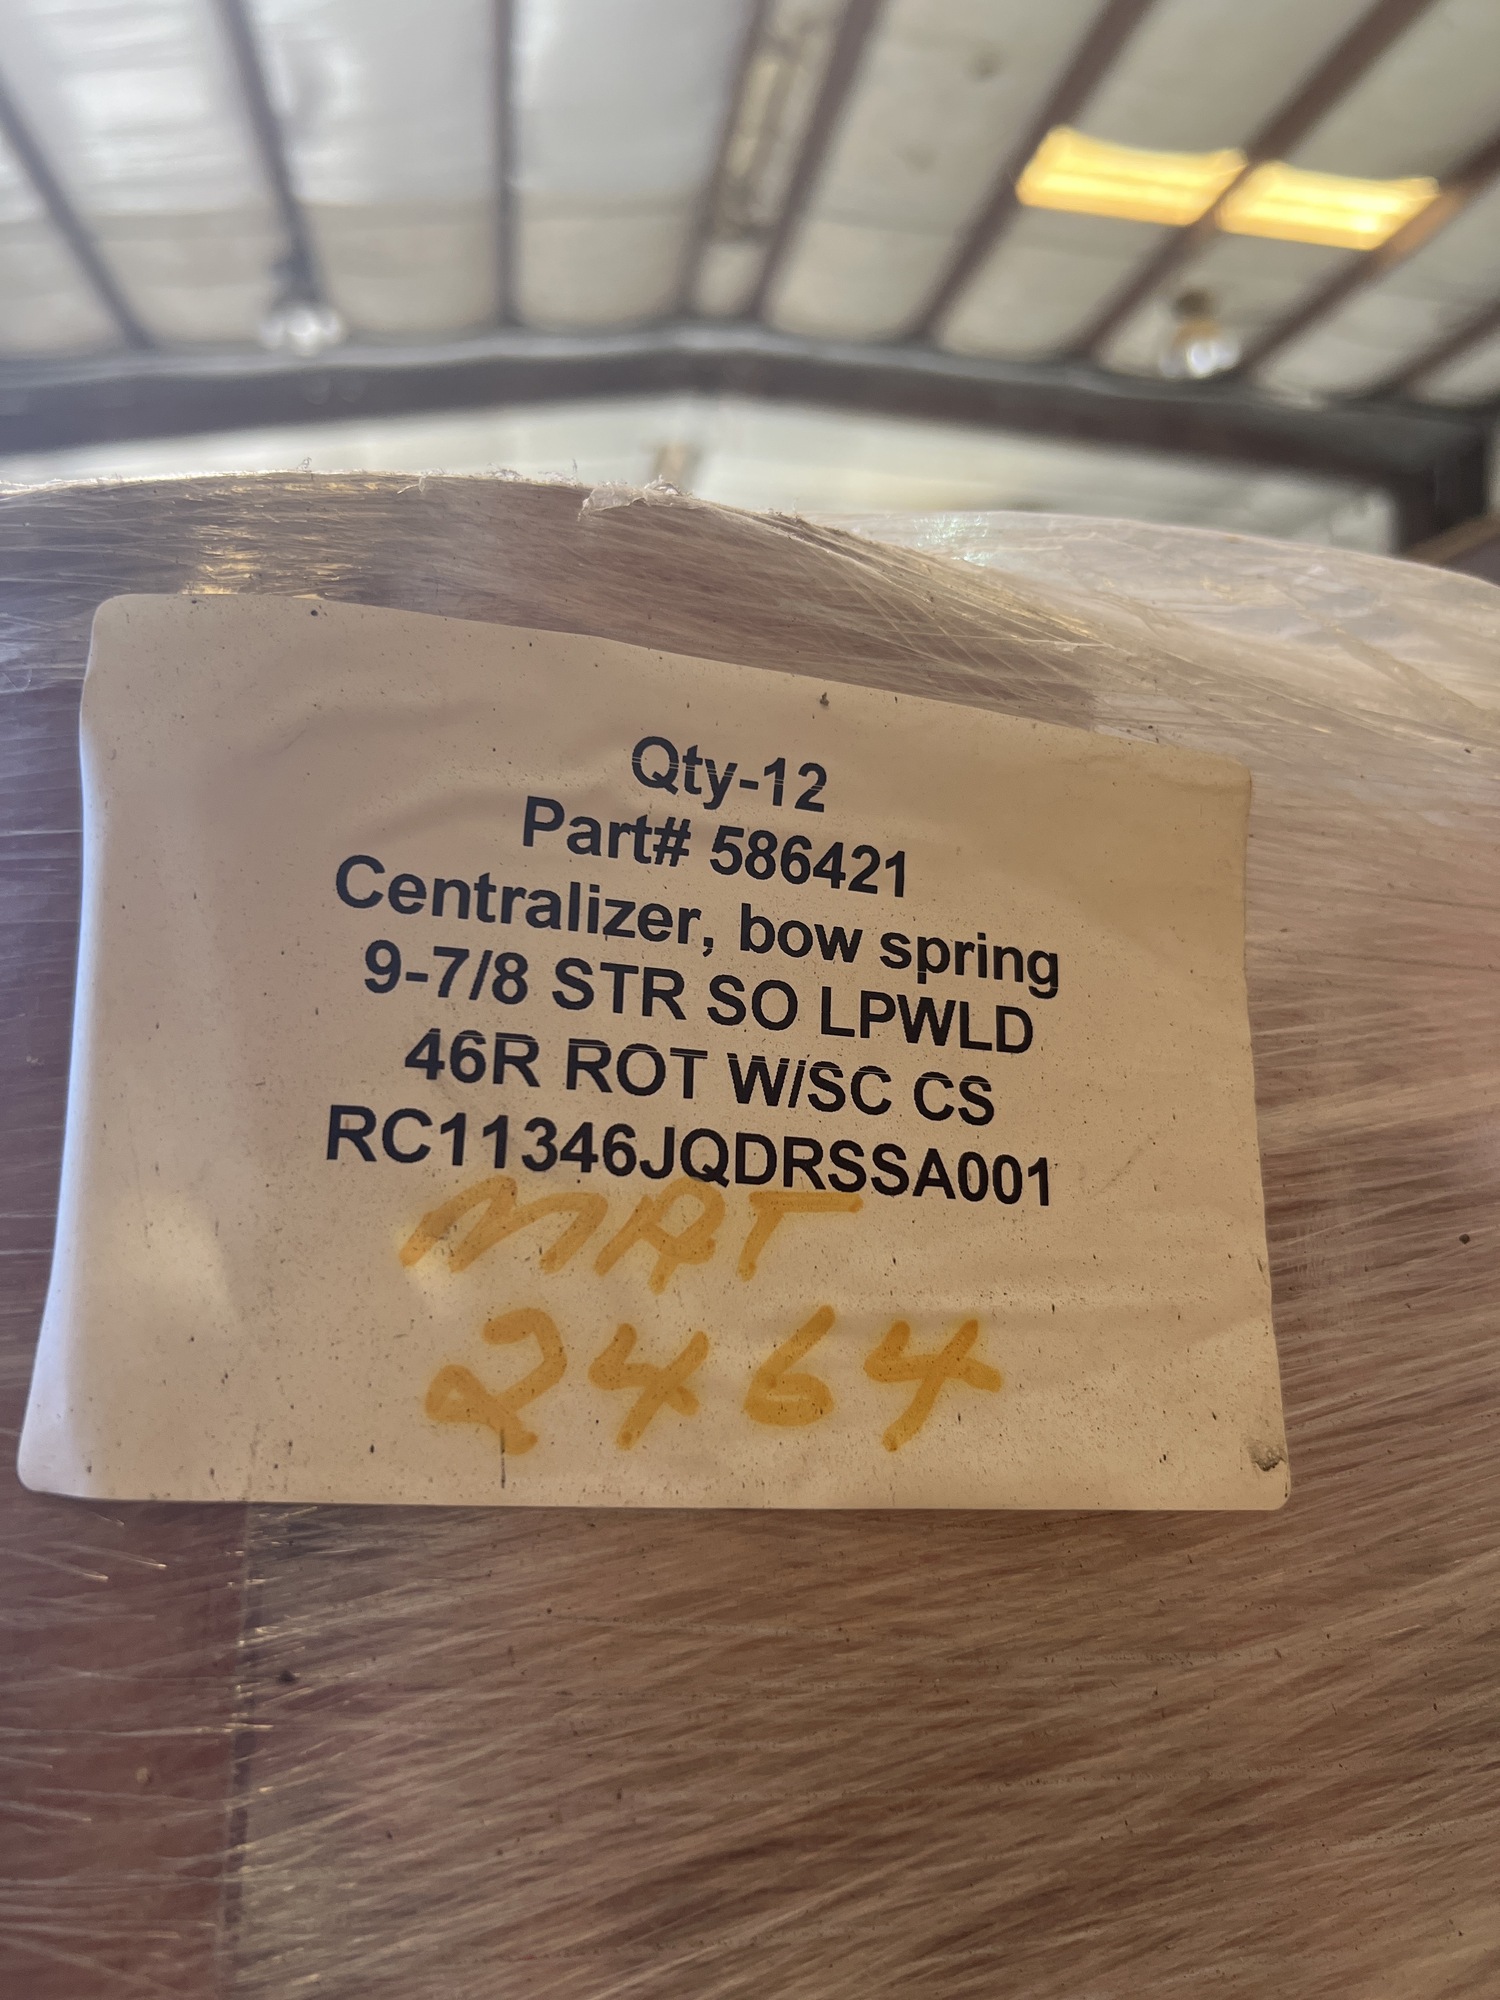 Qty-12
Part# 586421
Centralizer, bow spring
9-7/8 STR SO LPWLD
46R ROT W/SC CS
RC11346JQDRSSA001
MAT
2464